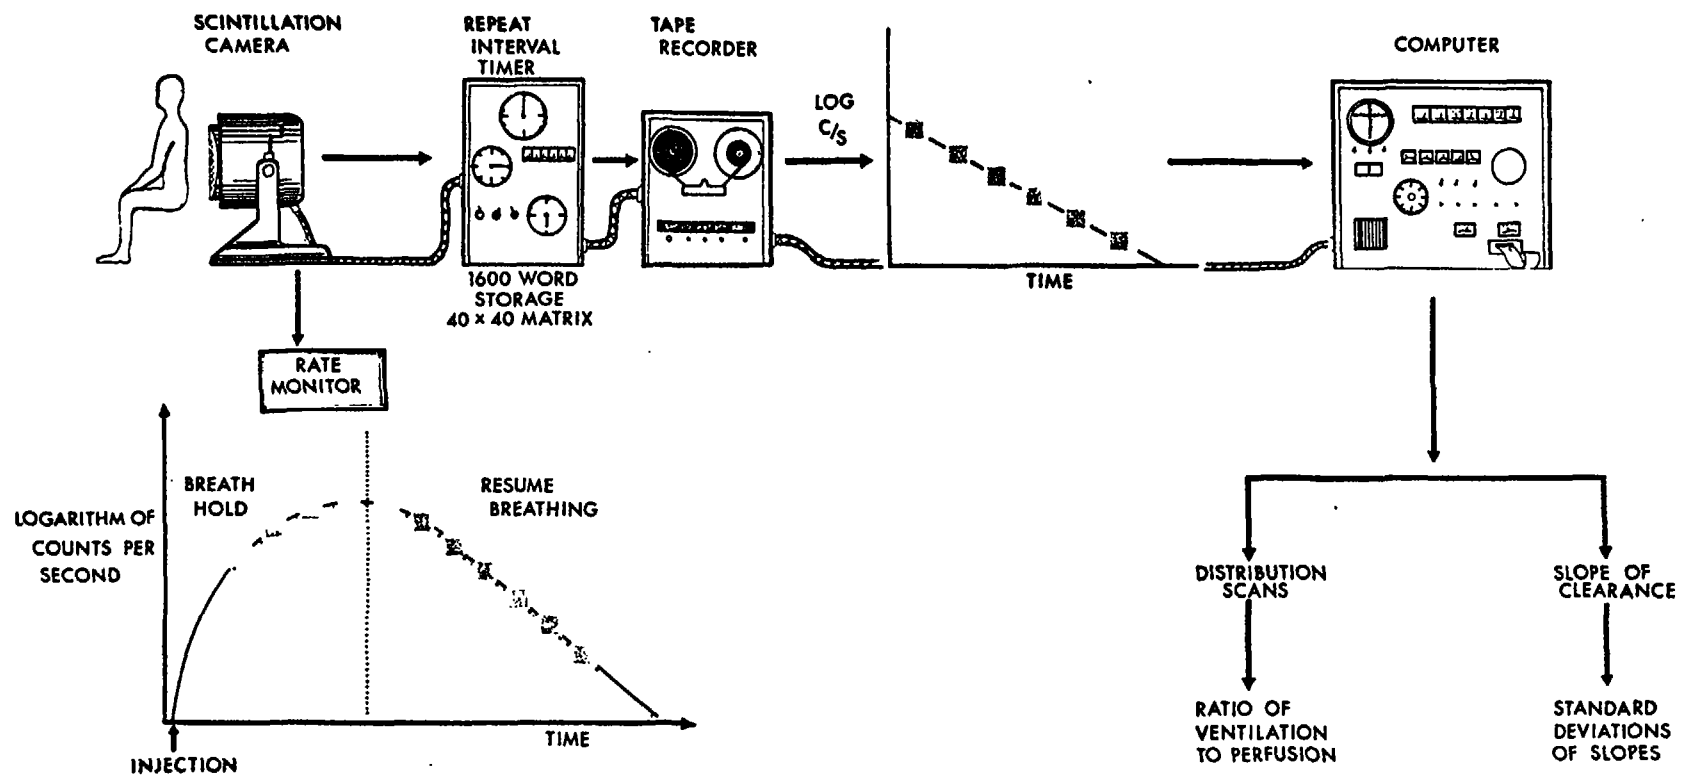 SCINTILLATION
CAMERA
REPEAT
INTERVAL
TIMER
TAPE
RECORDER
LOG
C/S
TIME
COMPUTER
1600 WORD
STORAGE
40 × 40 MATRIX
RATE
MONITOR
BREATH
HOLD
RESUME
BREATHING
LOGARITHM OF
COUNTS PER
SECOND
TIME
INJECTION
DISTRIBUTION
SCANS
SLOPE OF
CLEARANCE
RATIO OF
VENTILATION
TO PERFUSION
STANDARD
DEVIATIONS
OF SLOPES